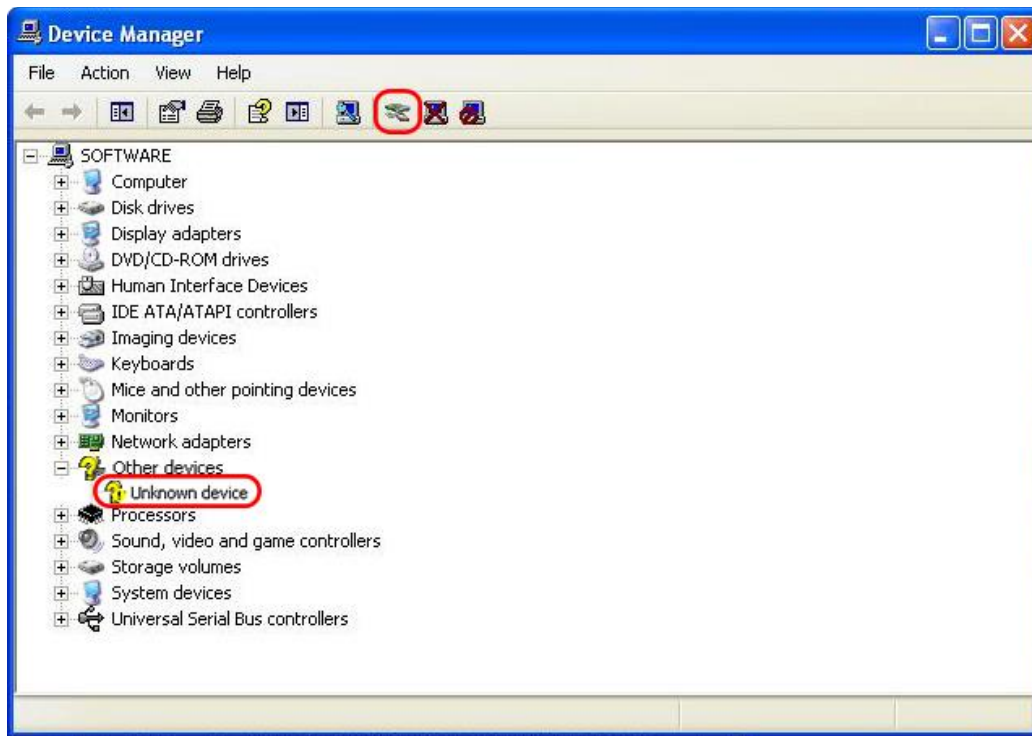 Device Manager
File Action View Help
SOFTWARE
Computer
Disk drives
Display adapters
DVD/CD-ROM drives
Human Interface Devices
IDE ATA/ATAPI controllers
Imaging devices
Keyboards
Mice and other pointing devices
Monitors
Network adapters
Other devices
Unknown device
Processors
Sound, video and game controllers
Storage volumes
System devices
Universal Serial Bus controllers